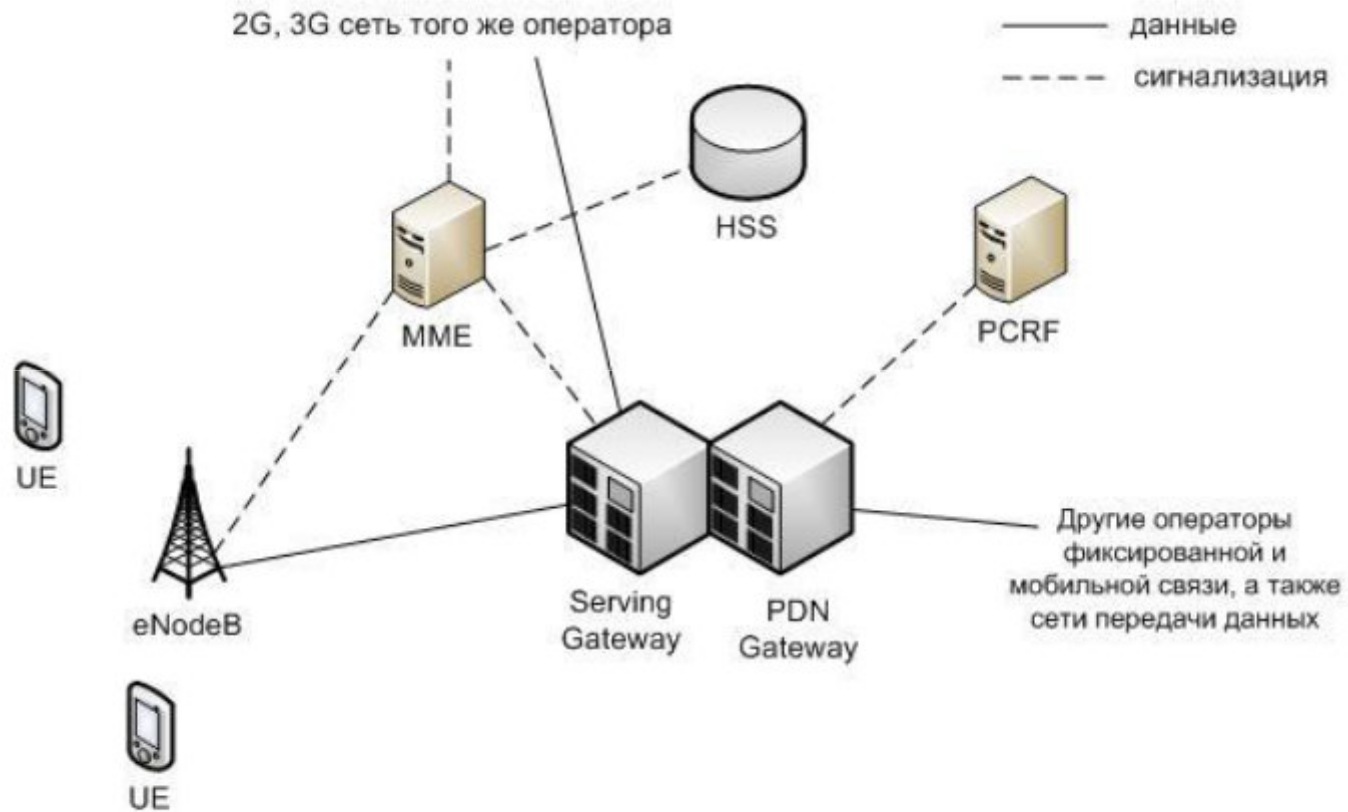 2G, 3G сеть того же оператора
данные
сигнализация
HSS
MME
PCRF
UE
eNodeB
Serving
Gateway
PDN
Gateway
Другие операторы
фиксированной и
мобильной связи, а также
сети передачи данных
UE